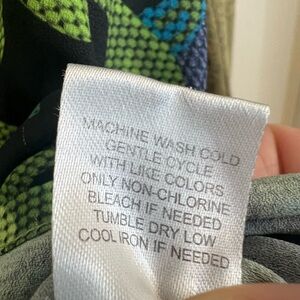 MACHINE WASH COLD
GENTLE CYCLE
WITH LIKE COLORS
ONLY NON-CHLORINE
BLEACH IF NEEDED
TUMBLE DRY LOW
COOL IRON IF NEEDED